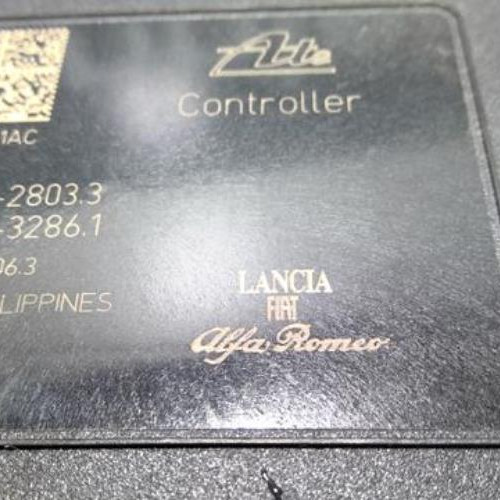 Ate
Controller
1AC
-2803.3
-3286.1
06.3
LIPPINES
LANCIA
FIAT
Alfa Romeo